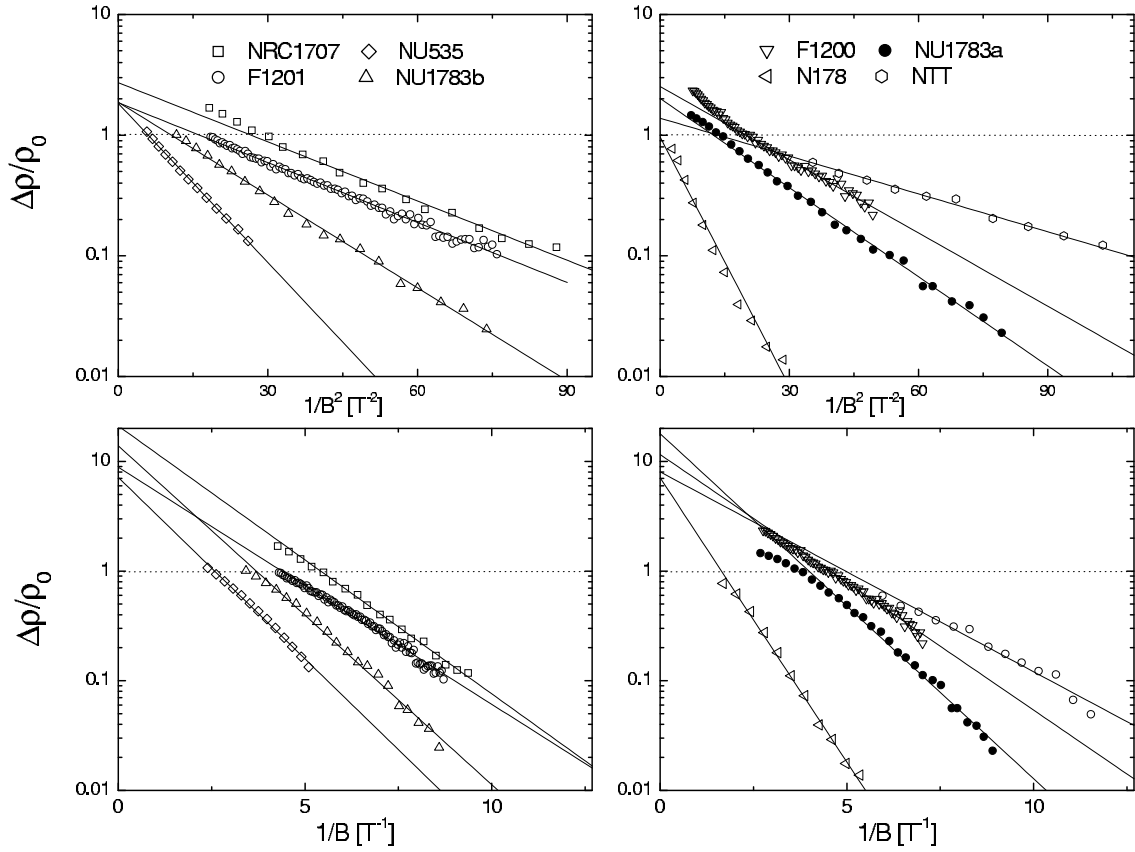 NRC1707 NU535
F1201 NU1783b
F1200 NU1783a
N178 NTT
10
1
0.1
0.01
Δρ/ρ₀
0 30 60 90
1/B² [T⁻²]
0 30 60 90
1/B² [T⁻²]
10
1
0.1
0.01
Δρ/ρ₀
0 5 10
1/B [T⁻¹]
0 5 10
1/B [T⁻¹]